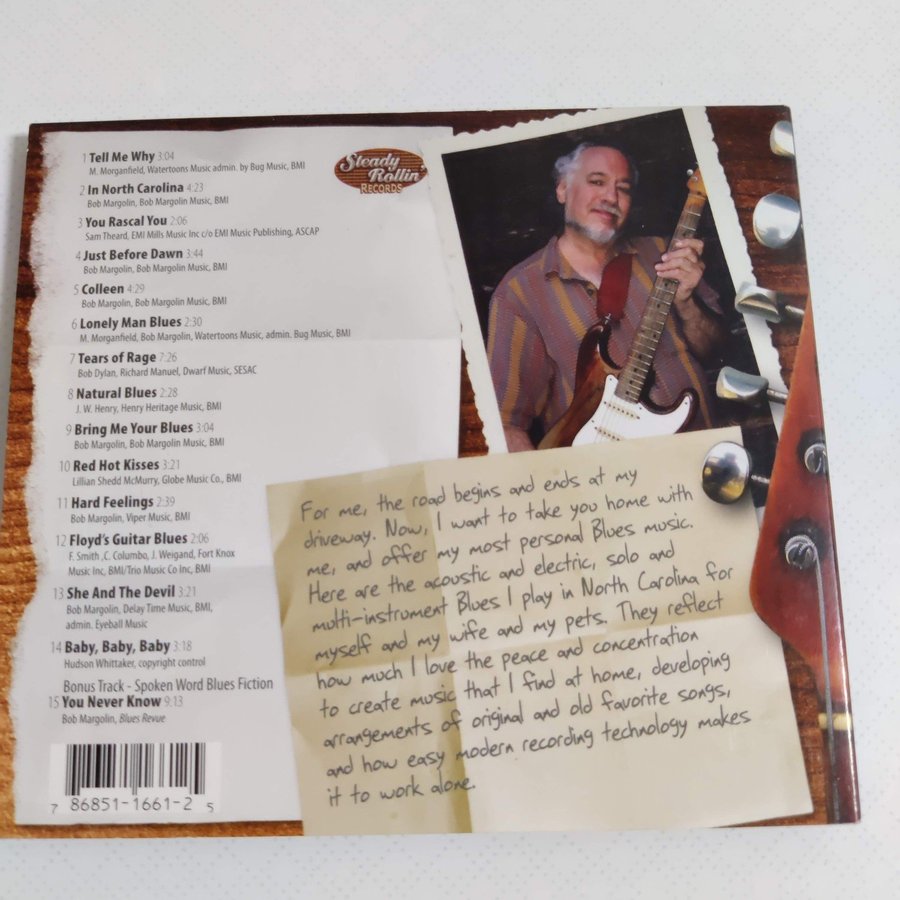 1 Tell Me Why 3:04
M. Morganfield, Watertoons Music admin. by Bug Music, BMI
2 In North Carolina 4:23
Bob Margolin, Bob Margolin Music, BMI
3 You Rascal You 2:06
Sam Theard, EMI Mills Music Inc c/o EMI Music Publishing, ASCAP
4 Just Before Dawn 3:44
Bob Margolin, Bob Margolin Music, BMI
5 Colleen 4:29
Bob Margolin, Bob Margolin Music, BMI
6 Lonely Man Blues 2:30
M. Morganfield, Bob Margolin, Watertoons Music, admin. Bug Music, BMI
7 Tears of Rage 7:26
Bob Dylan, Richard Manuel, Dwarf Music, SESAC
8 Natural Blues 2:28
J. W. Henry, Henry Heritage Music, BMI
9 Bring Me Your Blues 3:04
Bob Margolin, Bob Margolin Music, BMI
10 Red Hot Kisses 3:21
Lillian Shedd McMurry, Globe Music Co., BMI
11 Hard Feelings 2:39
Bob Margolin, Viper Music, BMI
12 Floyd's Guitar Blues 2:06
F. Smith ,C. Columbo, J. Weigand, Fort Knox
Music Inc, BMI/Trio Music Co Inc, BMI
13 She And The Devil 3:21
Bob Margolin, Delay Time Music, BMI,
admin. Eyeball Music
14 Baby, Baby, Baby 3:18
Hudson Whittaker, copyright control
Bonus Track - Spoken Word Blues Fiction
15 You Never Know 9:13
Bob Margolin, Blues Revue
7 86851-1661-2 5
Steady
Rollin'
RECORDS
For me, the road begins and ends at my
driveway. Now, I want to take you home with
me, and offer my most personal Blues music.
Here are the acoustic and electric, solo and
multi-instrument Blues I play in North Carolina for
myself and my wife and my pets. They reflect
how much I love the peace and concentration
to create music that I find at home, developing
arrangements of original and old favorite songs,
and how easy modern recording technology makes
it to work alone.